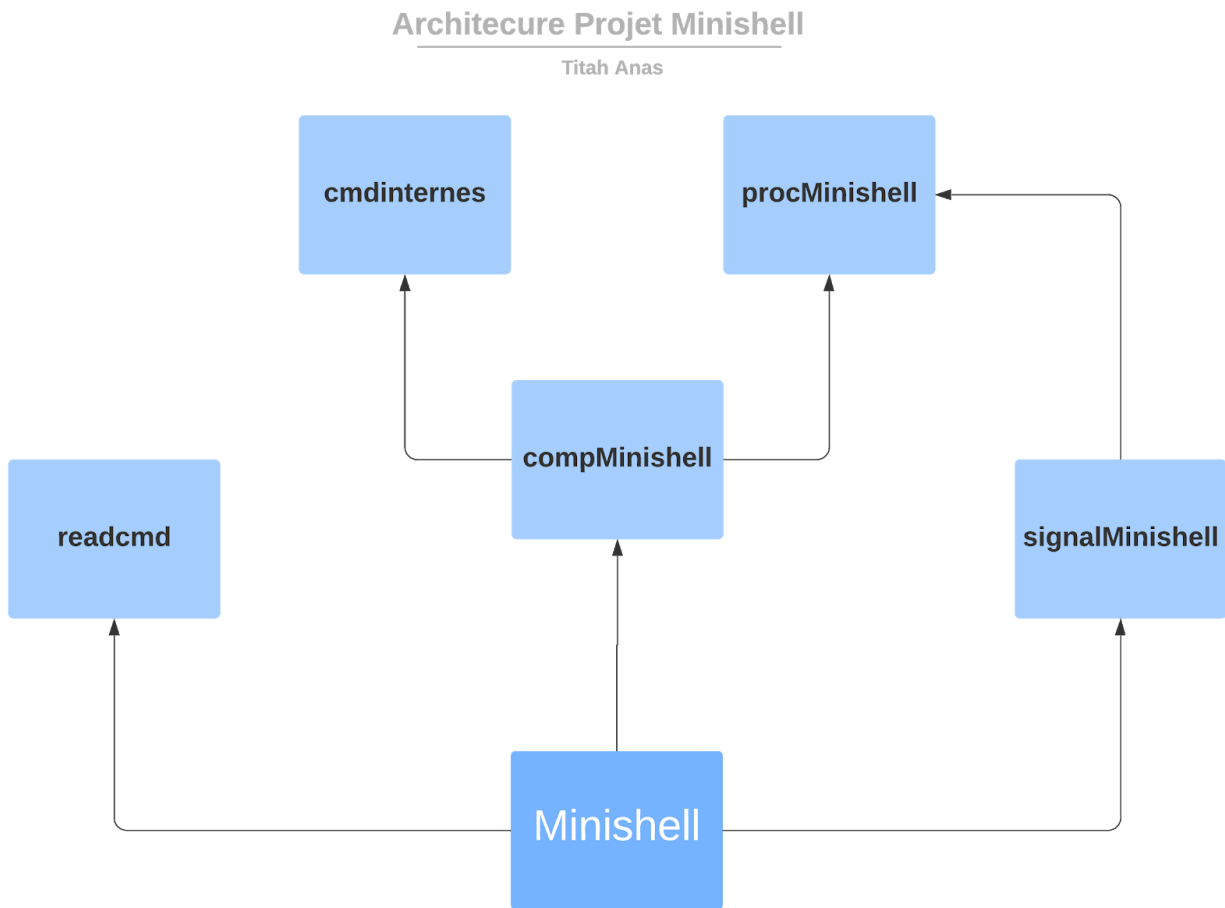 Architecure Projet Minishell
Titah Anas
cmdinternes
procMinishell
compMinishell
readcmd
signalMinishell
Minishell